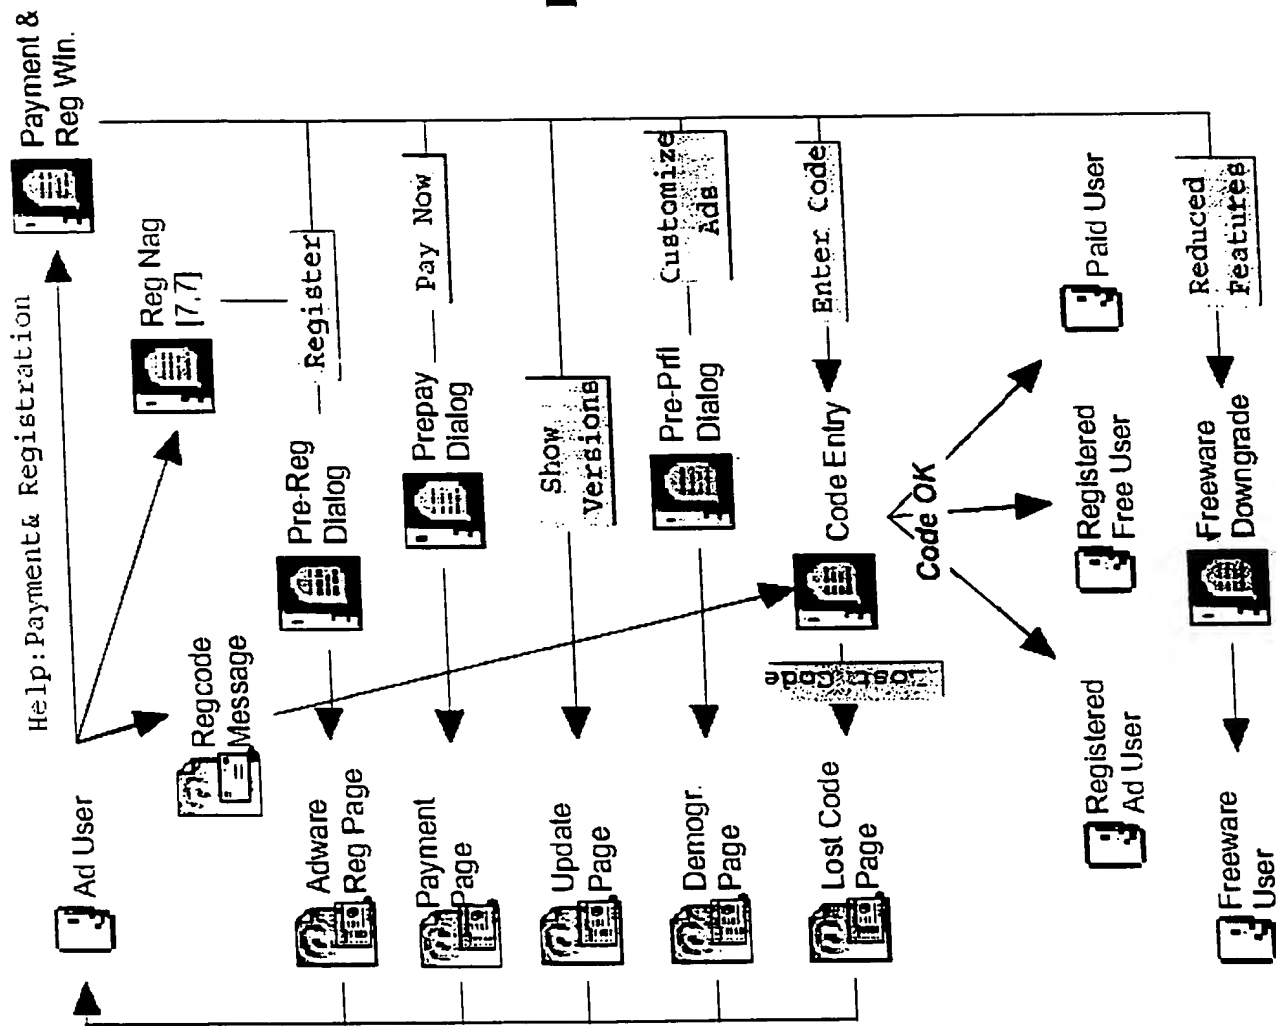 Ad User
Help:Payment& Registration
Payment &
Reg Win.
Regcode
Message
Reg Nag
[7.7]
Adware
Reg Page
Pre-Reg
Dialog
Register
Payment
Page
Prepay
Dialog
Pay Now
Update
Page
Show
Versions
Demogr.
Page
Pre-Prfl
Dialog
Customize
Ads
Lost Code
Page
Lost Code
Code Entry
Enter Code
Code OK
Registered
Ad User
Registered
Free User
Paid User
Freeware
User
Freeware
Downgrade
Reduced
Features